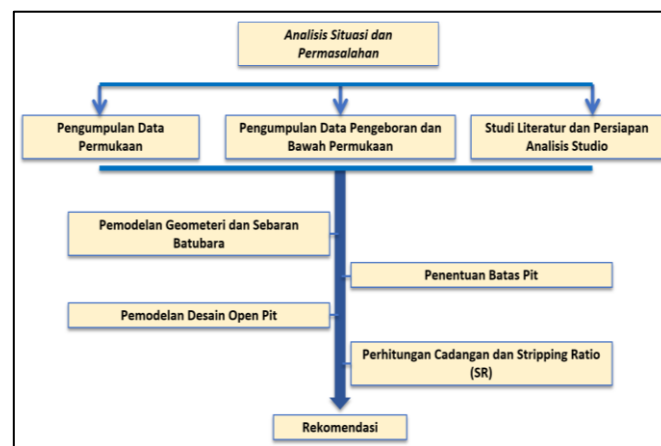 Analisis Situasi dan
Permasalahan
Pengumpulan Data
Permukaan
Pengumpulan Data Pengeboran dan
Bawah Permukaan
Studi Literatur dan Persiapan
Analisis Studio
Pemodelan Geometeri dan Sebaran
Batubara
Penentuan Batas Pit
Pemodelan Desain Open Pit
Perhitungan Cadangan dan Stripping Ratio
(SR)
Rekomendasi